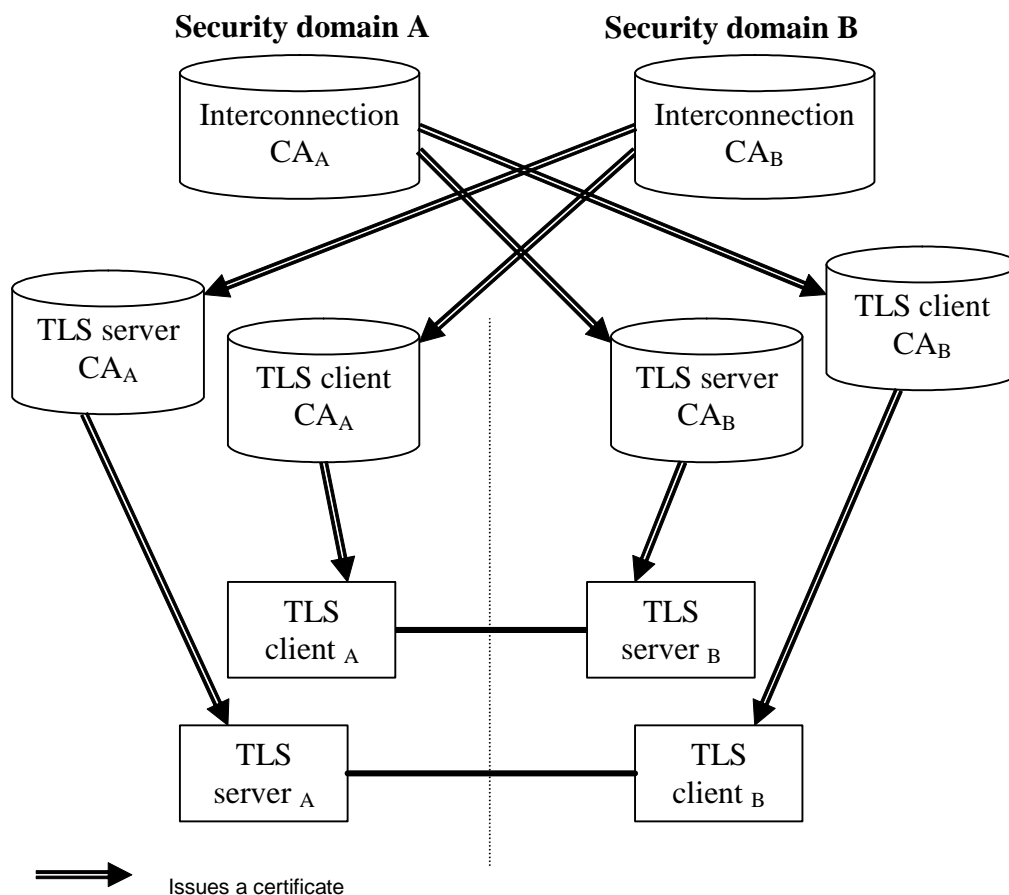 Security domain A
Security domain B
Interconnection
CA_A
Interconnection
CA_B
TLS server
CA_A
TLS client
CA_A
TLS server
CA_B
TLS client
CA_B
TLS
client A
TLS
server B
TLS
server A
TLS
client B
Issues a certificate